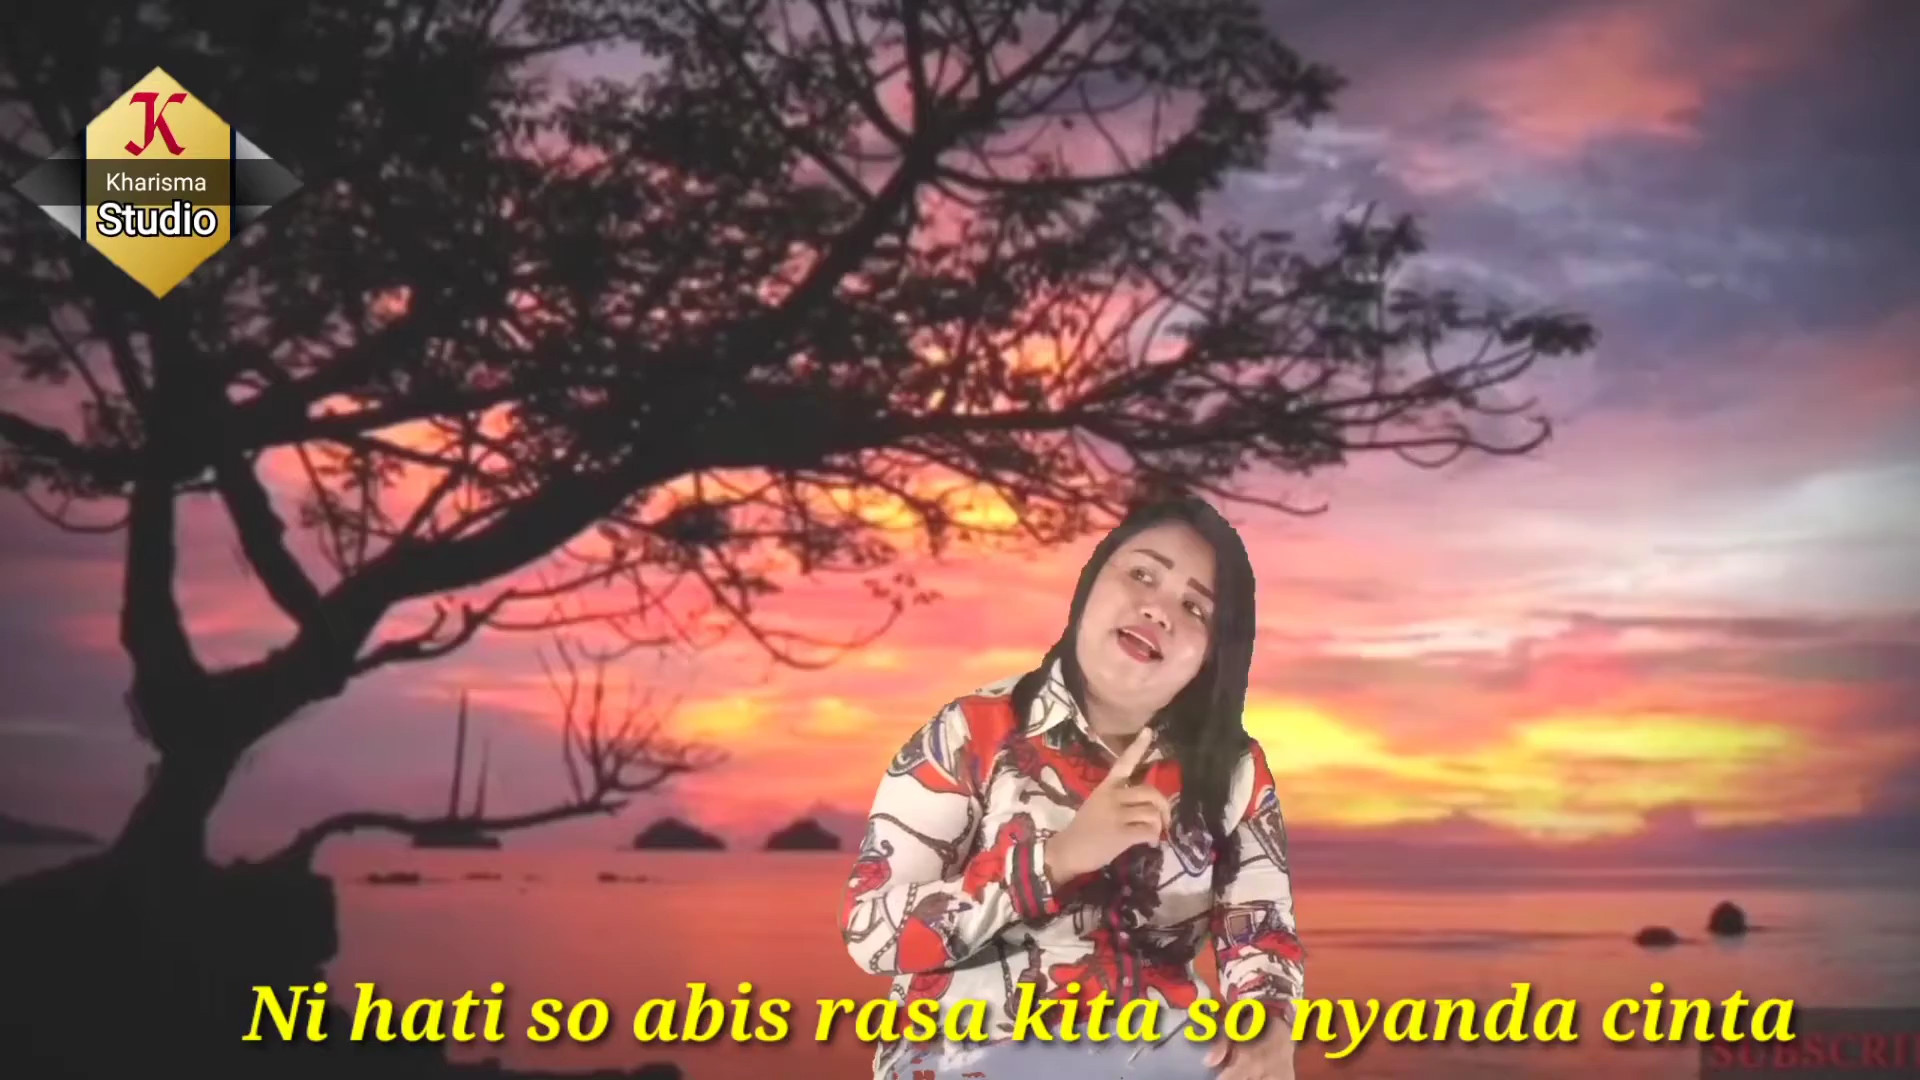 K
Kharisma
Studio
Ni hati so abis rasa kita so nyanda cinta